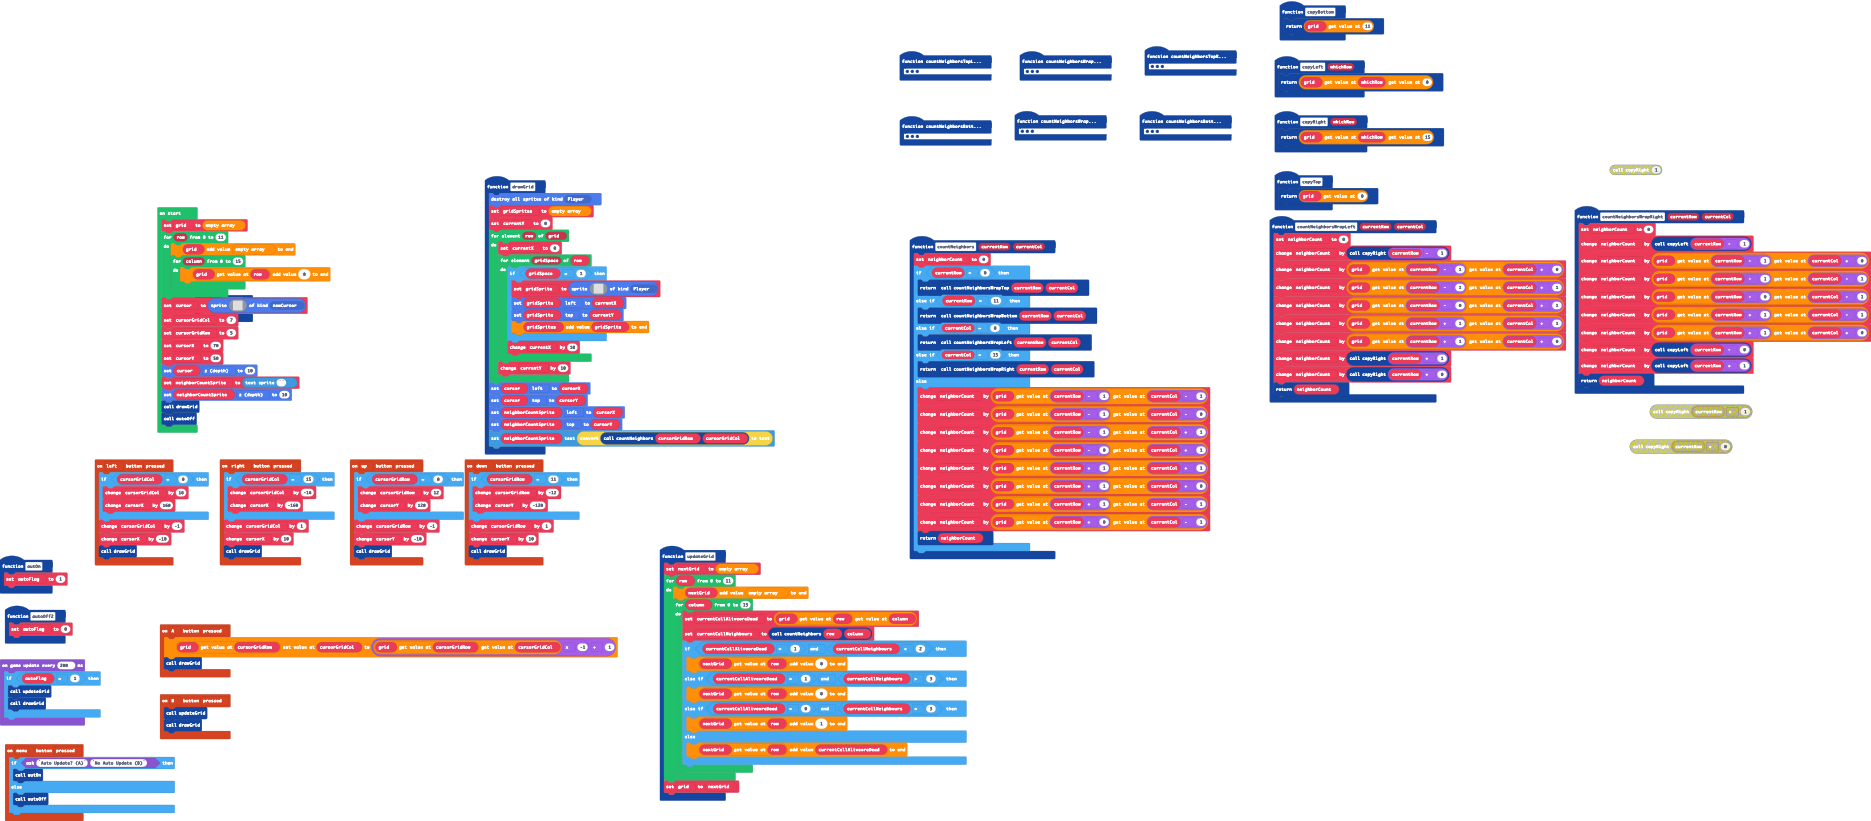 function copyBottom
return grid get value at 11
function copyLeft whichRow
return grid get value at whichRow get value at 0
function copyRight whichRow
return grid get value at whichRow get value at 15
function copyTop
return grid get value at 0
function countNeighborsTopL...
function countNeighborsWrap...
function countNeighborsTopR...
function countNeighborsBott...
function countNeighborsWrap...
function countNeighborsBott...
call copyRight 1
on start
set grid to empty array
for row from 0 to 11
do grid add value empty array to end
for column from 0 to 15
do grid get value at row add value 0 to end
set cursor to sprite of kind newCursor
set cursorGridCol to 7
set cursorGridRow to 5
set cursorX to 70
set cursorY to 50
set cursor z (depth) to 10
set neighborCountSprite to text sprite
set neighborCountSprite z (depth) to 20
call drawGrid
call autoOff
function drawGrid
destroy all sprites of kind Player
set gridSprites to empty array
set currentY to 0
for element row of grid
do set currentX to 0
for element gridSpace of row
do if gridSpace = 1 then
set gridSprite to sprite of kind Player
set gridSprite left to currentX
set gridSprite top to currentY
gridSprites add value gridSprite to end
change currentX by 10
change currentY by 10
set cursor left to cursorX
set cursor top to cursorY
set neighborCountSprite left to cursorX
set neighborCountSprite top to cursorY
set neighborCountSprite text convert call countNeighbors cursorGridRow cursorGridCol to text
function countNeighbors currentRow currentCol
set neighborCount to 0
if currentRow = 0 then
return call countNeighborsWrapTop currentRow currentCol
else if currentRow = 11 then
return call countNeighborsWrapBottom currentRow currentCol
else if currentCol = 0 then
return call countNeighborsWrapLeft currentRow currentCol
else if currentCol = 15 then
return call countNeighborsWrapRight currentRow currentCol
else
change neighborCount by grid get value at currentRow - 1 get value at currentCol - 1
change neighborCount by grid get value at currentRow - 1 get value at currentCol - 0
change neighborCount by grid get value at currentRow - 1 get value at currentCol + 1
change neighborCount by grid get value at currentRow - 0 get value at currentCol + 1
change neighborCount by grid get value at currentRow + 1 get value at currentCol + 1
change neighborCount by grid get value at currentRow + 1 get value at currentCol + 0
change neighborCount by grid get value at currentRow + 1 get value at currentCol - 1
change neighborCount by grid get value at currentRow + 0 get value at currentCol - 1
return neighborCount
function countNeighborsWrapLeft currentRow currentCol
set neighborCount to 0
change neighborCount by call copyRight currentRow - 1
change neighborCount by grid get value at currentRow - 1 get value at currentCol + 0
change neighborCount by grid get value at currentRow - 1 get value at currentCol + 1
change neighborCount by grid get value at currentRow - 0 get value at currentCol + 1
change neighborCount by grid get value at currentRow + 1 get value at currentCol + 1
change neighborCount by grid get value at currentRow + 1 get value at currentCol + 0
change neighborCount by call copyRight currentRow + 1
change neighborCount by call copyRight currentRow + 0
return neighborCount
function countNeighborsWrapRight currentRow currentCol
set neighborCount to 0
change neighborCount by call copyLeft currentRow - 1
change neighborCount by grid get value at currentRow - 1 get value at currentCol + 0
change neighborCount by grid get value at currentRow - 1 get value at currentCol - 1
change neighborCount by grid get value at currentRow + 0 get value at currentCol - 1
change neighborCount by grid get value at currentRow + 1 get value at currentCol - 1
change neighborCount by grid get value at currentRow + 1 get value at currentCol + 0
change neighborCount by call copyLeft currentRow - 0
change neighborCount by call copyLeft currentRow + 1
return neighborCount
call copyRight currentRow + 1
call copyRight currentRow + 0
on left button pressed
if cursorGridCol = 0 then
change cursorGridCol by 16
change cursorX by 160
change cursorGridCol by -1
change cursorX by -10
call drawGrid
on right button pressed
if cursorGridCol = 15 then
change cursorGridCol by -16
change cursorX by -160
change cursorGridCol by 1
change cursorX by 10
call drawGrid
on up button pressed
if cursorGridRow = 0 then
change cursorGridRow by 12
change cursorY by 120
change cursorGridRow by -1
change cursorY by -10
call drawGrid
on down button pressed
if cursorGridRow = 11 then
change cursorGridRow by -12
change cursorY by -120
change cursorGridRow by 1
change cursorY by 10
call drawGrid
function autOn
set autoFlag to 1
function autoOff2
set autoFlag to 0
on game update every 200 ms
if autoFlag = 1 then
call updateGrid
call drawGrid
on menu button pressed
if ask Auto Update? (A) No Auto Update (B) then
call autOn
else
call autoOff
on A button pressed
grid get value at cursorGridRow set value at cursorGridCol to grid get value at cursorGridRow get value at cursorGridCol x -1 + 1
call drawGrid
on B button pressed
call updateGrid
call drawGrid
function updateGrid
set nextGrid to empty array
for row from 0 to 11
do nextGrid add value empty array to end
for column from 0 to 15
do set currentCellAliveoreDead to grid get value at row get value at column
set currentCellNeighbours to call countNeighbors row column
if currentCellAliveoreDead = 1 and currentCellNeighbours < 2 then
nextGrid get value at row add value 0 to end
else if currentCellAliveoreDead = 1 and currentCellNeighbours > 3 then
nextGrid get value at row add value 0 to end
else if currentCellAliveoreDead = 0 and currentCellNeighbours = 3 then
nextGrid get value at row add value 1 to end
else
nextGrid get value at row add value currentCellAliveoreDead to end
set grid to nextGrid